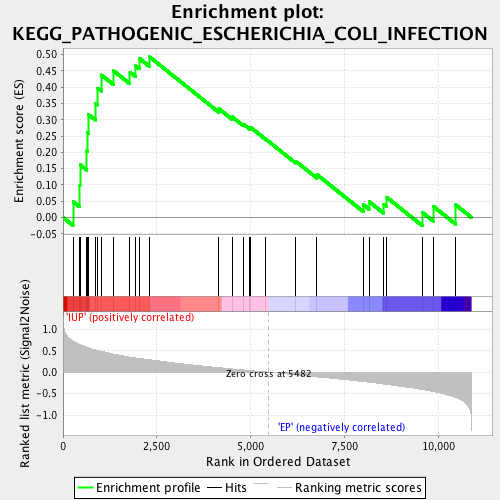 Enrichment plot:
KEGG_PATHOGENIC_ESCHERICHIA_COLI_INFECTION
Enrichment score (ES)
0.50
0.45
0.40
0.35
0.30
0.25
0.20
0.15
0.10
0.05
0.00
-0.05
'IUP' (positively correlated)
Ranked list metric (Signal2Noise)
1.0
0.5
0.0
-0.5
-1.0
Zero cross at 5482
'EP' (negatively correlated)
0
2,500
5,000
7,500
10,000
Rank in Ordered Dataset
Enrichment profile
Hits
Ranking metric scores